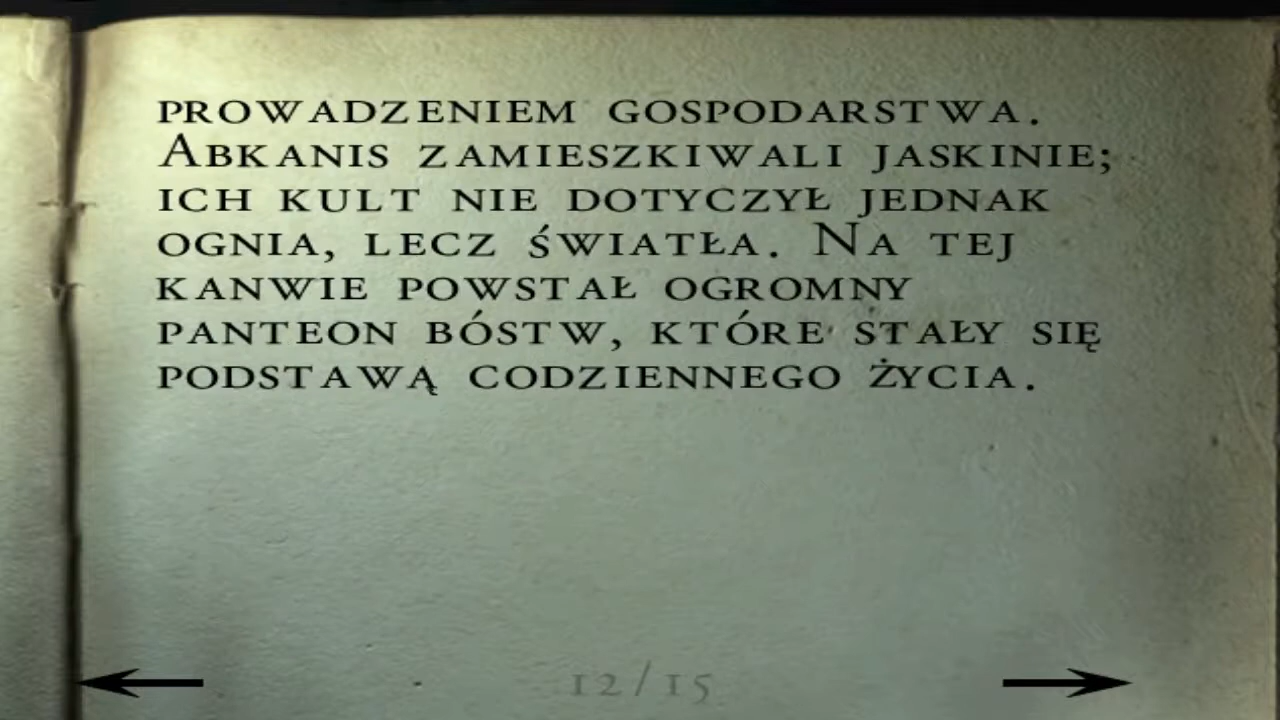 prowadzeniem gospodarstwa.
Abkanis zamieszkiwali jaskinie;
ich kult nie dotyczył jednak
ognia, lecz światła. Na tej
kanwie powstał ogromny
panteon bóstw, które stały się
podstawą codziennego życia.
12/15